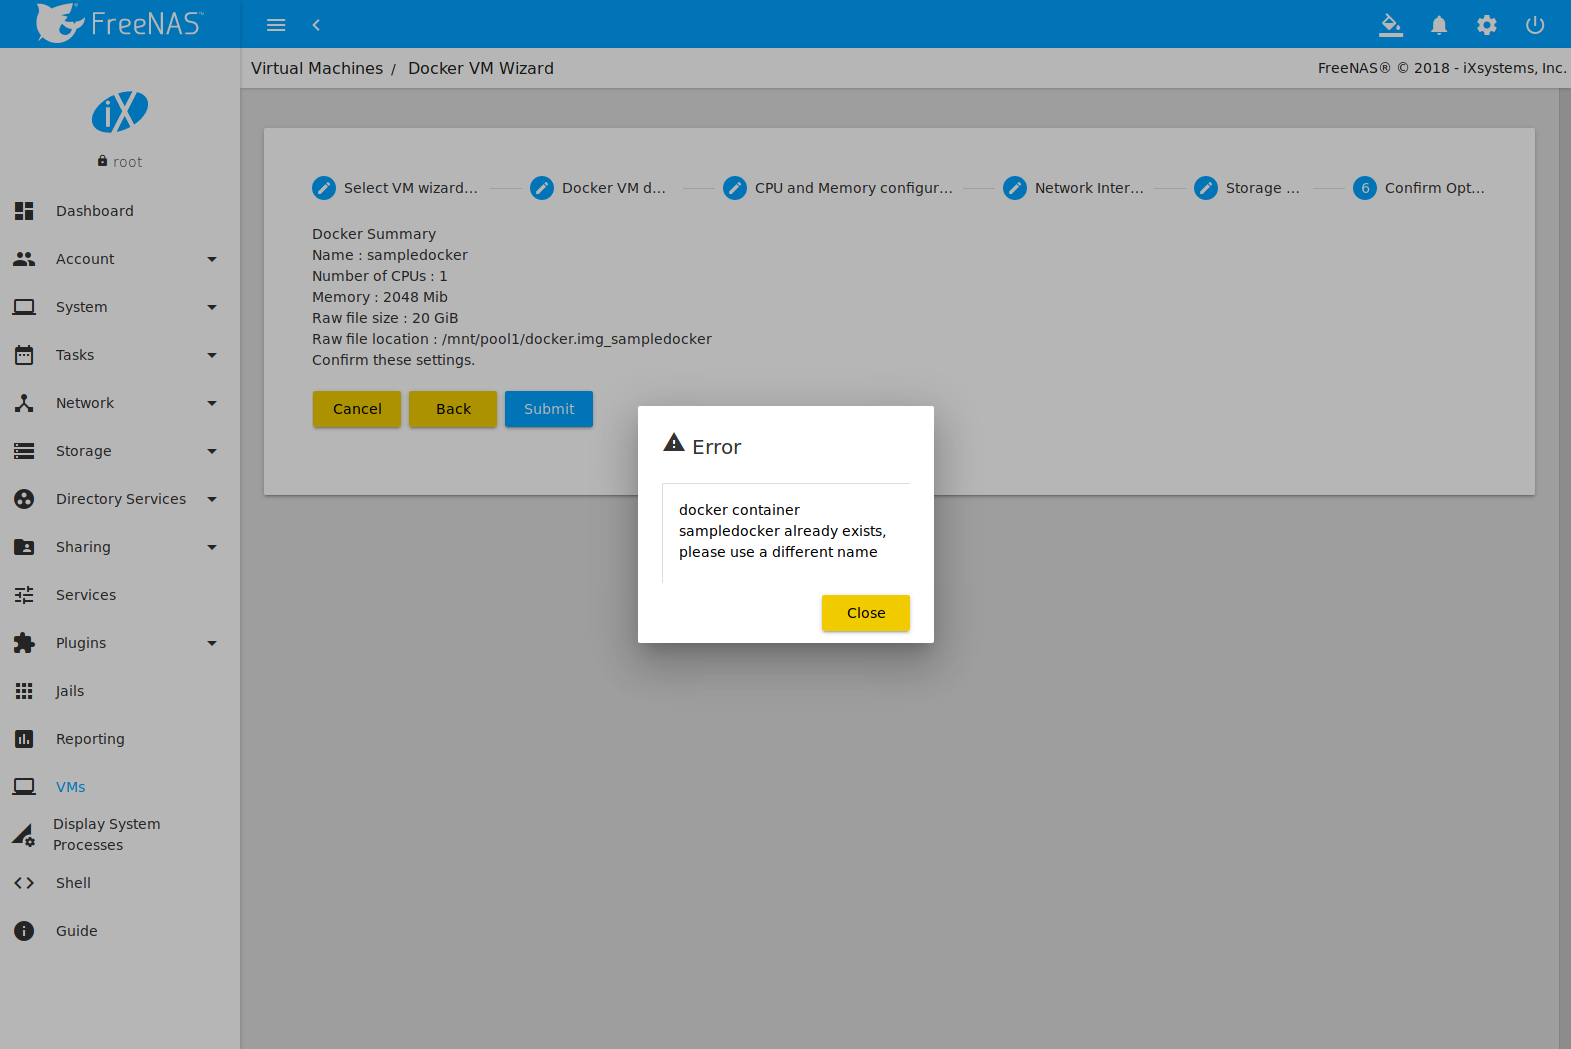 FreeNAS™
Virtual Machines / Docker VM Wizard
FreeNAS® © 2018 - iXsystems, Inc.
iX
root
Dashboard
Account
System
Tasks
Network
Storage
Directory Services
Sharing
Services
Plugins
Jails
Reporting
VMs
Display System
Processes
Shell
Guide
Select VM wizard...
Docker VM d...
CPU and Memory configur...
Network Inter...
Storage ...
6 Confirm Opt...
Docker Summary
Name : sampledocker
Number of CPUs : 1
Memory : 2048 Mib
Raw file size : 20 GiB
Raw file location : /mnt/pool1/docker.img_sampledocker
Confirm these settings.
Cancel
Back
Submit
Error
docker container
sampledocker already exists,
please use a different name
Close